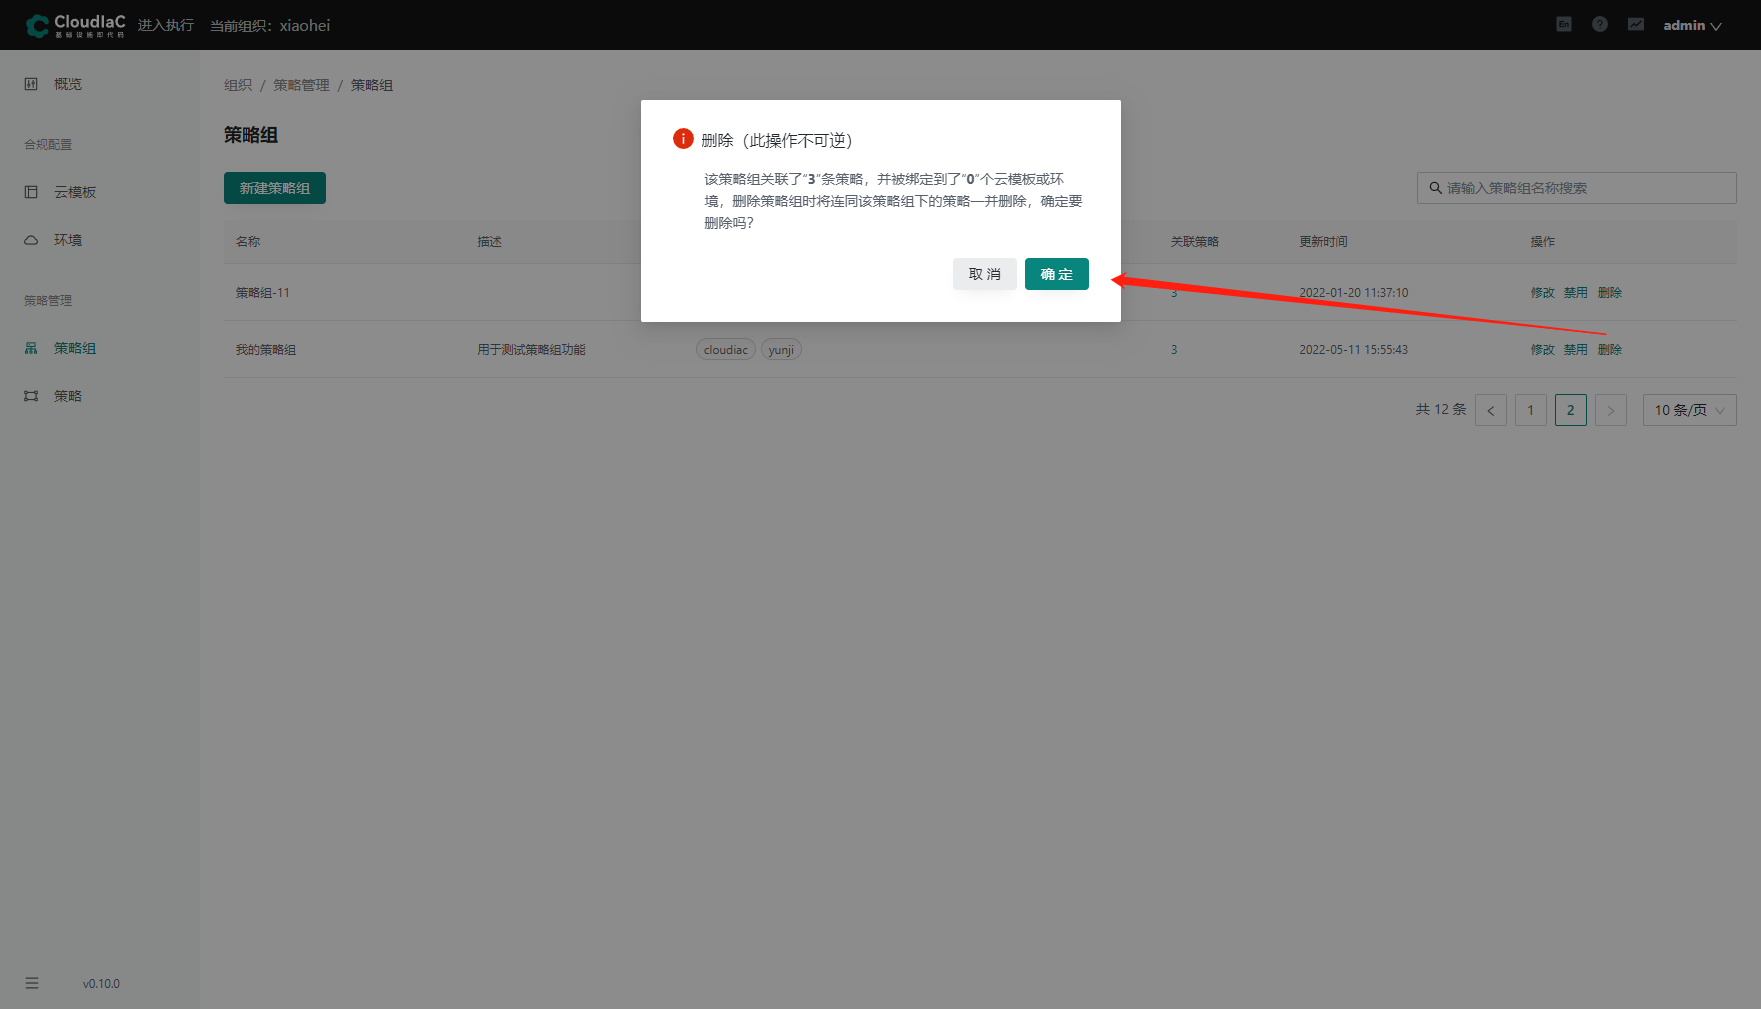 CloudIaC
基础设施即代码
进入执行
当前组织：xiaohei
En
admin
概览
合规配置
云模板
环境
策略管理
策略组
策略
v0.10.0
组织 / 策略管理 / 策略组
策略组
新建策略组
请输入策略组名称搜索
名称 描述 关联策略 更新时间 操作
策略组-11 3 2022-01-20 11:37:10 修改 禁用 删除
我的策略组 用于测试策略组功能 cloudiac yunji 3 2022-05-11 15:55:43 修改 禁用 删除
共 12 条 < 1 2 > 10 条/页
删除（此操作不可逆）
该策略组关联了“3”条策略，并被绑定到了“0”个云模板或环
境，删除策略组时将连同该策略组下的策略一并删除，确定要
删除吗？
取 消
确 定